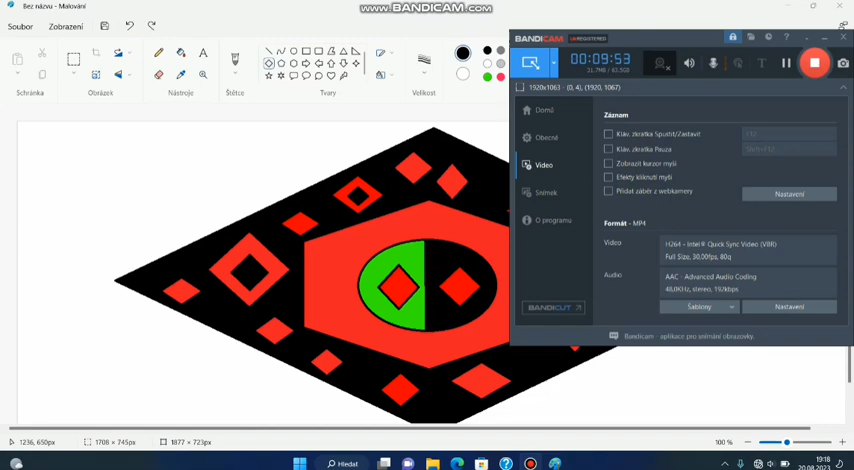 Bez názvu - Malování
www.BANDICAM.com
Soubor Zobrazení
Schránka Obrázek Nástroje Štětce Tvary Velikost
BANDICAM UNREGISTERED
00:09:53
31.7MB / 63.9GB
1920x1063 - (0, 4), (1920, 1067)
Domů
Obecné
Video
Snímek
O programu
BANDICUT
Záznam
Kláv. zkratka Spustit/Zastavit F12
Kláv. zkratka Pauza Shift+F12
Zobrazit kurzor myši
Efekty kliknutí myši
Přidat záběr z webkamery
Nastavení
Formát - MP4
Video
H264 - Intel® Quick Sync Video (VBR)
Full Size, 30.00fps, 80q
Audio
AAC - Advanced Audio Coding
48.0KHz, stereo, 192kbps
Šablony Nastavení
Bandicam - aplikace pro snímání obrazovky.
1236, 650px 1708 × 745px 1877 × 723px 100 %
Hledat
19:18
20.08.2023